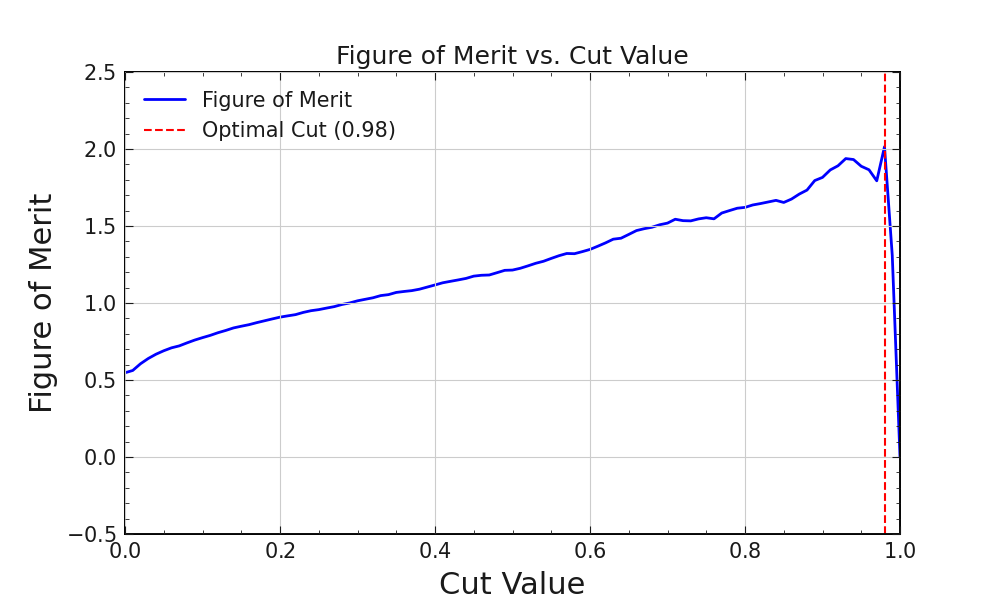 Figure of Merit vs. Cut Value
Figure of Merit
Optimal Cut (0.98)
Figure of Merit
2.5
2.0
1.5
1.0
0.5
0.0
−0.5
0.0 0.2 0.4 0.6 0.8 1.0
Cut Value